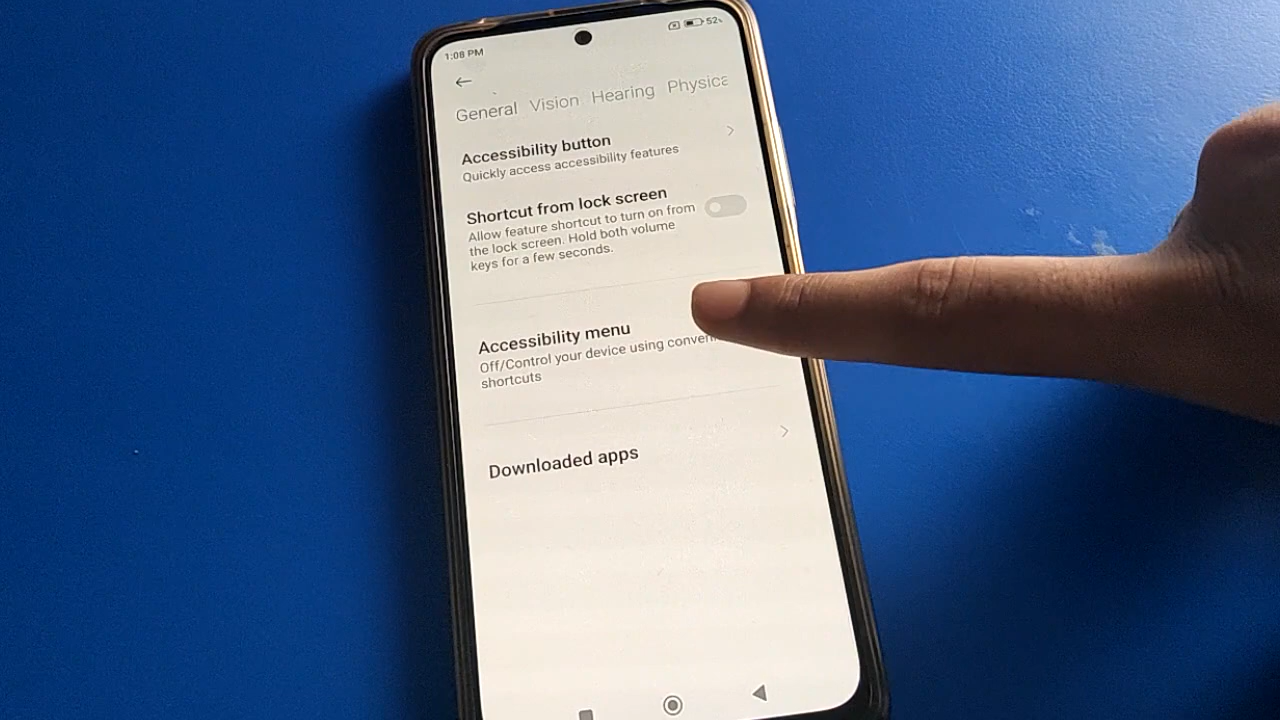 1:08 PM
52%
General Vision Hearing Physica
Accessibility button
Quickly access accessibility features
Shortcut from lock screen
Allow feature shortcut to turn on from
the lock screen. Hold both volume
keys for a few seconds.
Accessibility menu
Off/Control your device using
shortcuts
Downloaded apps